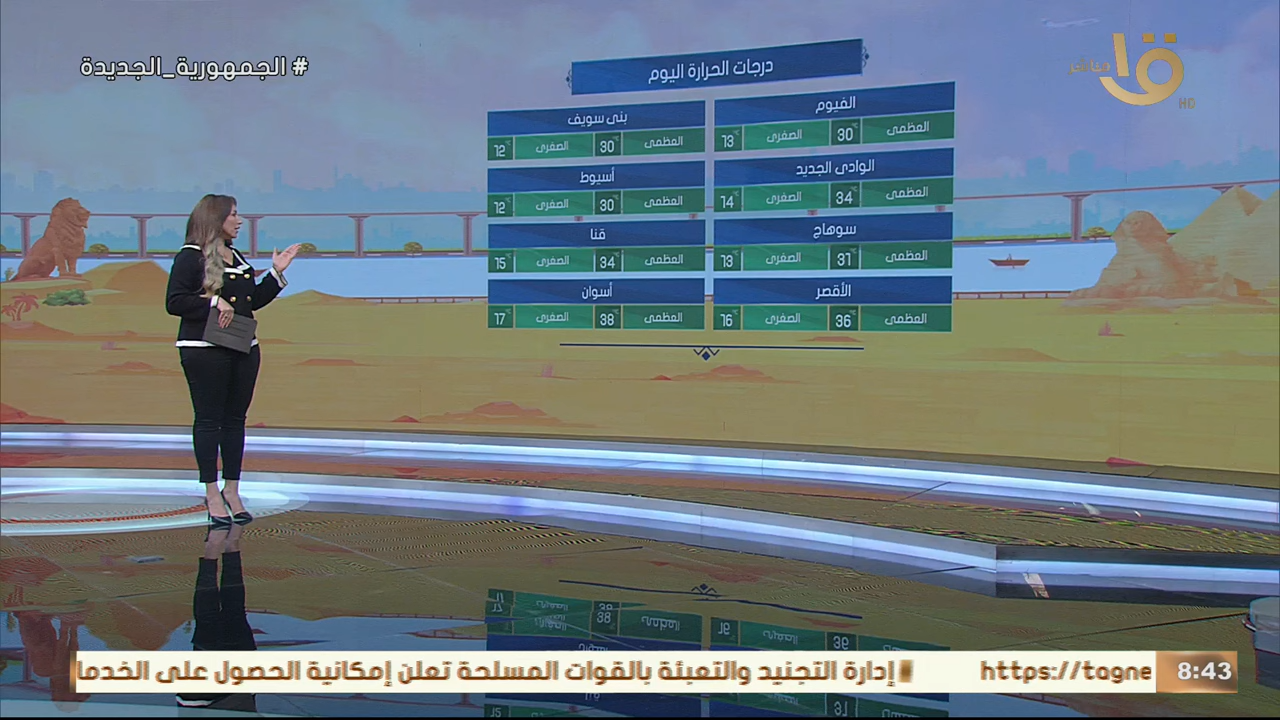 #الجمهورية_الجديدة
مباشر
HD
درجات الحرارة اليوم
الفيوم
العظمى 30 الصغرى 13
بنى سويف
العظمى 30 الصغرى 12
الوادى الجديد
العظمى 34 الصغرى 14
أسيوط
العظمى 30 الصغرى 12
سوهاج
العظمى 31 الصغرى 13
قنا
العظمى 34 الصغرى 15
الأقصر
العظمى 36 الصغرى 16
أسوان
العظمى 38 الصغرى 17
8:43
https://tagne
إدارة التجنيد والتعبئة بالقوات المسلحة تعلن إمكانية الحصول على الخدما